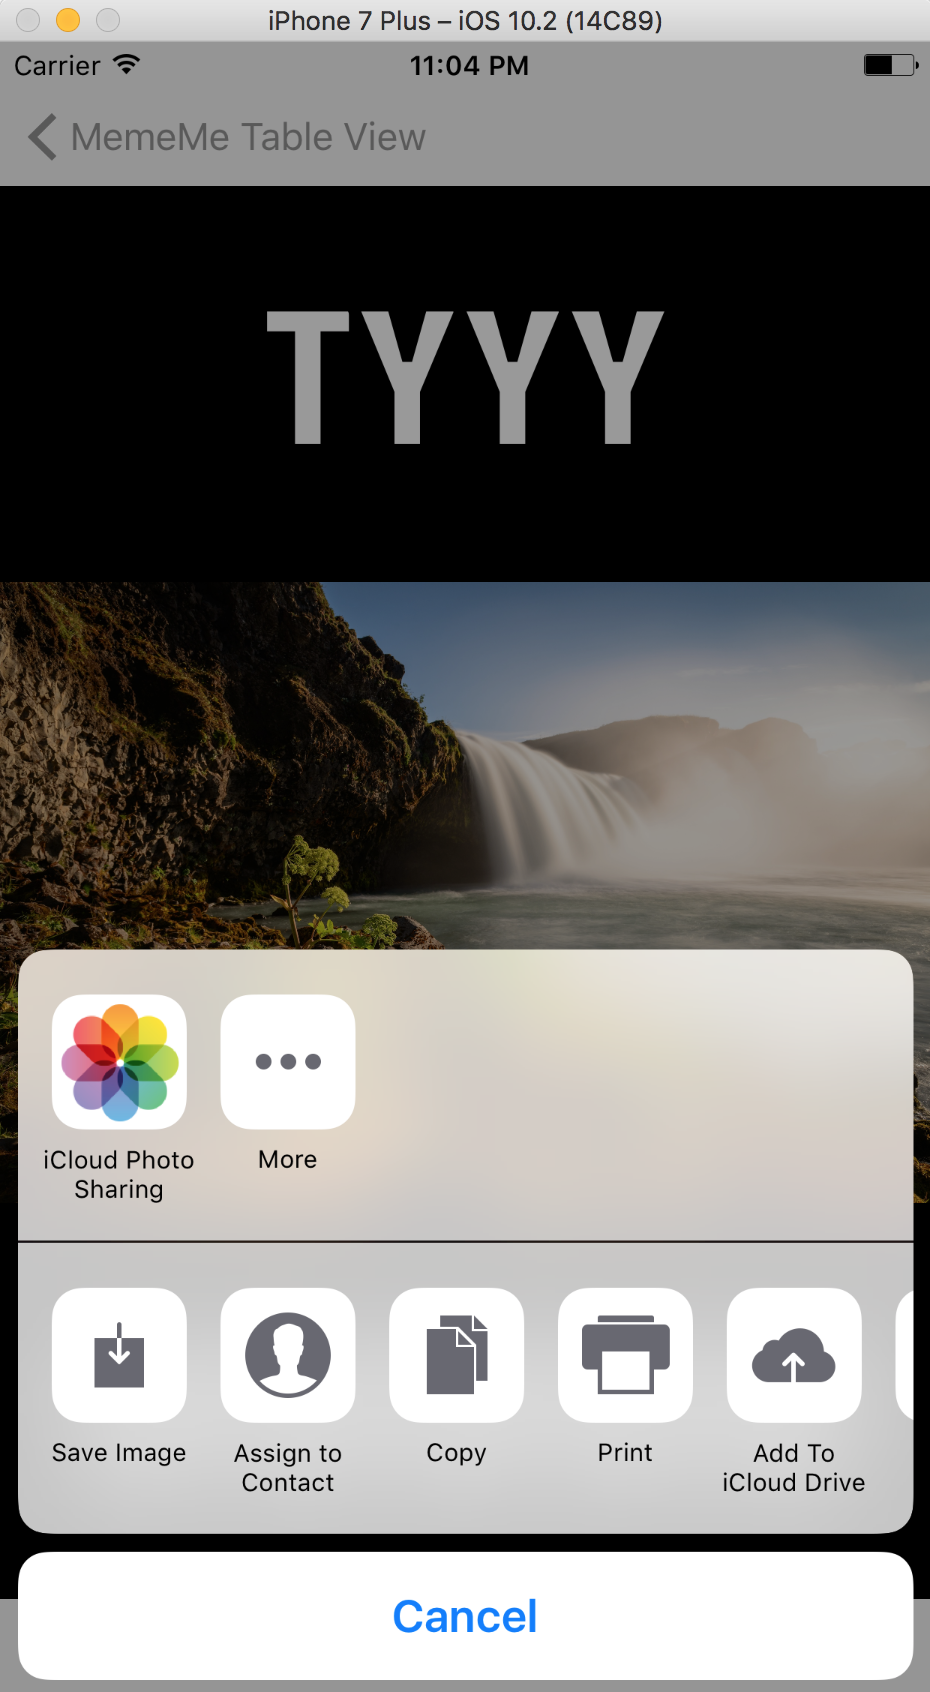 iPhone 7 Plus – iOS 10.2 (14C89)
Carrier 11:04 PM
MemeMe Table View
TYYY
iCloud Photo
Sharing
More
Save Image
Assign to
Contact
Copy
Print
Add To
iCloud Drive
Cancel